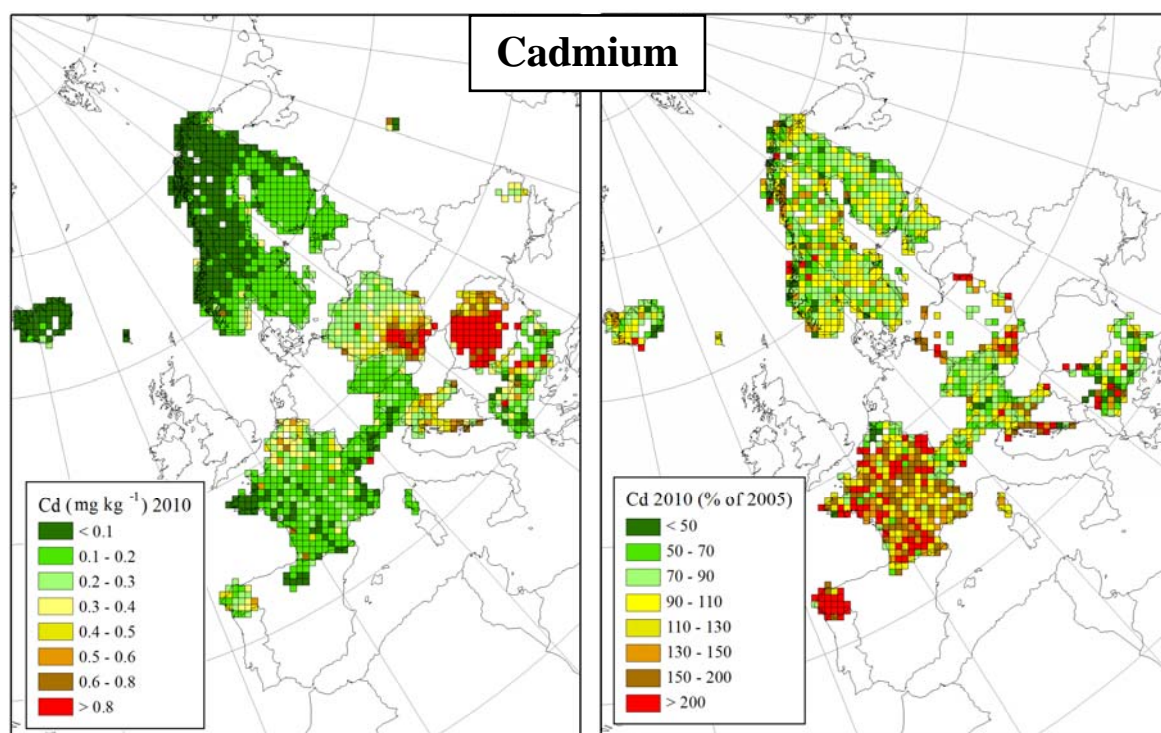 Cadmium
Cd (mg kg -1) 2010
< 0.1
0.1 - 0.2
0.2 - 0.3
0.3 - 0.4
0.4 - 0.5
0.5 - 0.6
0.6 - 0.8
> 0.8
Cd 2010 (% of 2005)
< 50
50 - 70
70 - 90
90 - 110
110 - 130
130 - 150
150 - 200
> 200